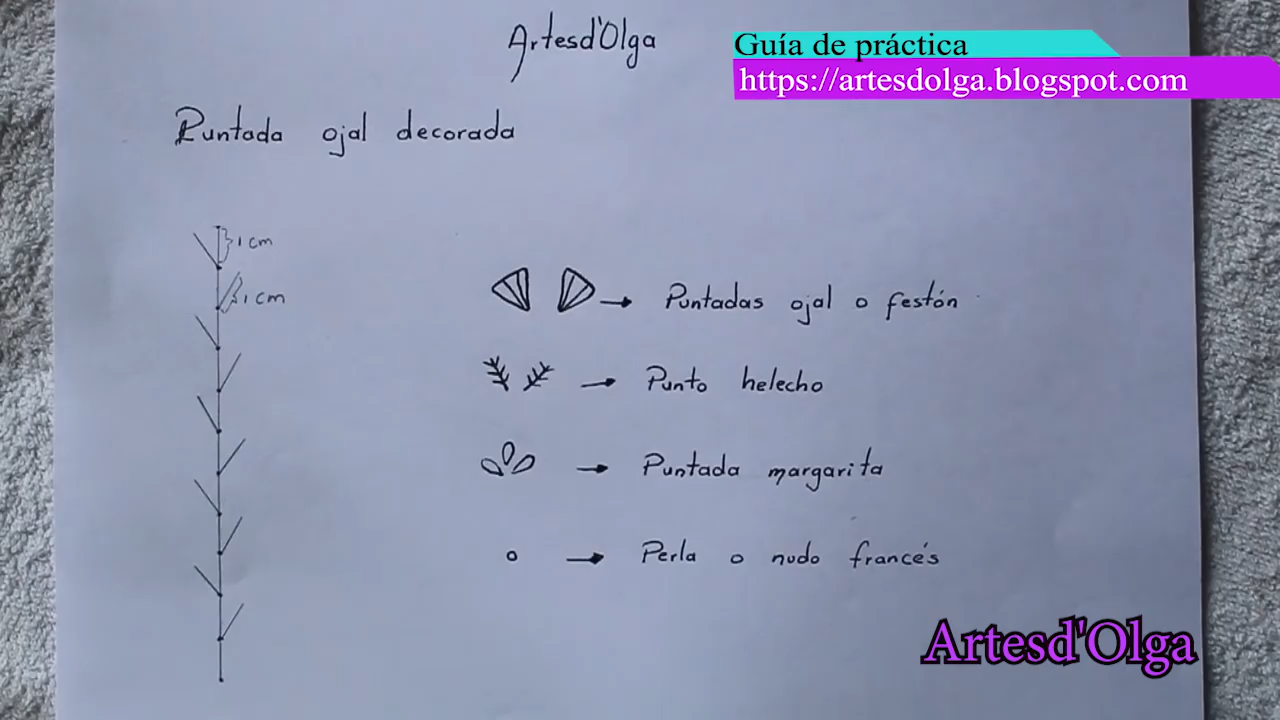 Artesd'Olga
Guía de práctica
https://artesdolga.blogspot.com
Puntada ojal decorada
1 cm
1 cm
Puntadas ojal o festón
Punto helecho
Puntada margarita
Perla o nudo francés
Artesd'Olga